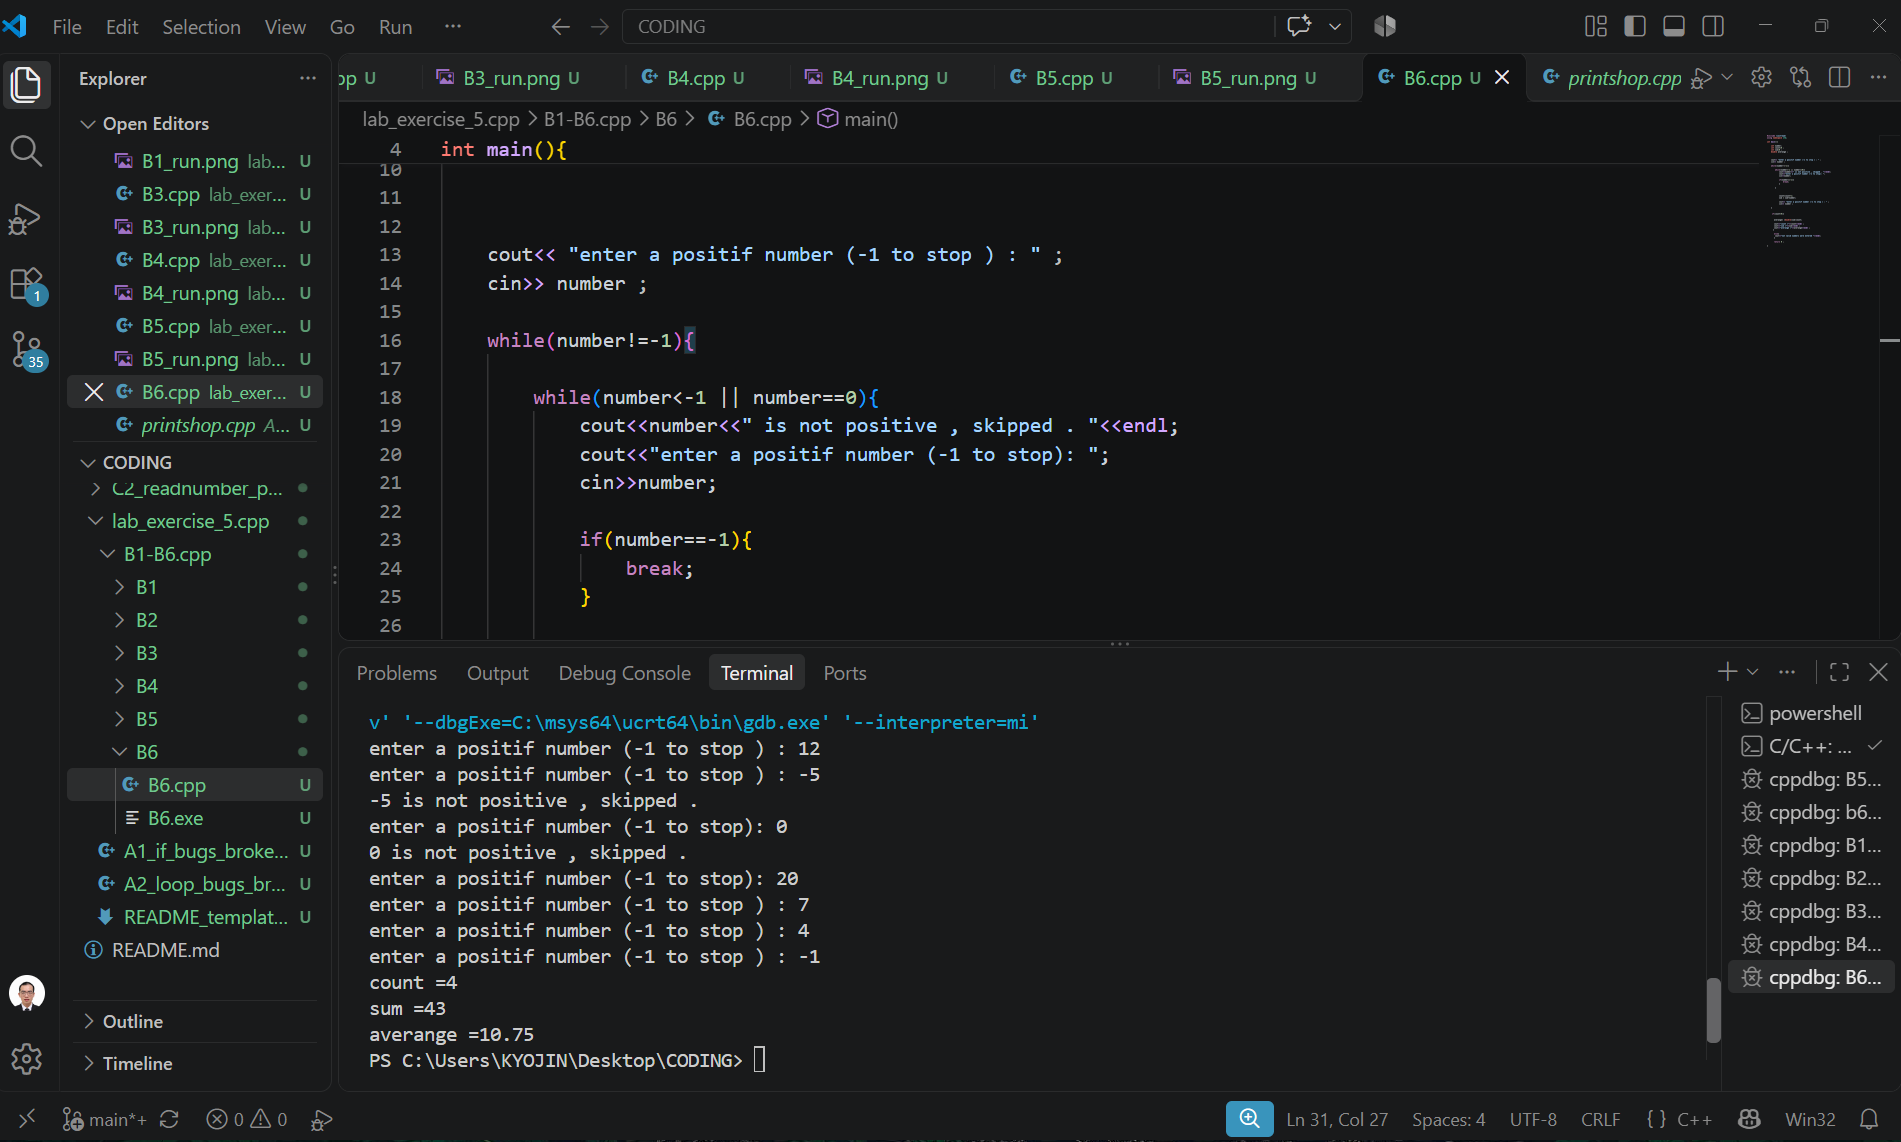 File Edit Selection View Go Run ···
CODING
Explorer ···
Open Editors
B1_run.png lab... U
B3.cpp lab_exer... U
B3_run.png lab... U
B4.cpp lab_exer... U
B4_run.png lab... U
B5.cpp lab_exer... U
B5_run.png lab... U
B6.cpp lab_exer... U
printshop.cpp A... U
CODING
C2_readnumber_p...
lab_exercise_5.cpp
B1-B6.cpp
B1
B2
B3
B4
B5
B6
B6.cpp U
B6.exe U
A1_if_bugs_broke... U
A2_loop_bugs_br... U
README_templat... U
README.md
Outline
Timeline
1
35
pp U B3_run.png U B4.cpp U B4_run.png U B5.cpp U B5_run.png U B6.cpp U printshop.cpp
lab_exercise_5.cpp > B1-B6.cpp > B6 > B6.cpp > main()
4 int main(){
10
11
12
13 cout<< "enter a positif number (-1 to stop ) : " ;
14 cin>> number ;
15
16 while(number!=-1){
17
18 while(number<-1 || number==0){
19 cout<<number<<" is not positive , skipped . "<<endl;
20 cout<<"enter a positif number (-1 to stop): ";
21 cin>>number;
22
23 if(number==-1){
24 break;
25 }
26
Problems Output Debug Console Terminal Ports
v' '--dbgExe=C:\msys64\ucrt64\bin\gdb.exe' '--interpreter=mi'
enter a positif number (-1 to stop ) : 12
enter a positif number (-1 to stop ) : -5
-5 is not positive , skipped .
enter a positif number (-1 to stop): 0
0 is not positive , skipped .
enter a positif number (-1 to stop): 20
enter a positif number (-1 to stop ) : 7
enter a positif number (-1 to stop ) : 4
enter a positif number (-1 to stop ) : -1
count =4
sum =43
averange =10.75
PS C:\Users\KYOJIN\Desktop\CODING>
powershell
C/C++: ...
cppdbg: B5...
cppdbg: b6...
cppdbg: B1...
cppdbg: B2...
cppdbg: B3...
cppdbg: B4...
cppdbg: B6...
main*+ 0 0 Ln 31, Col 27 Spaces: 4 UTF-8 CRLF { } C++ Win32